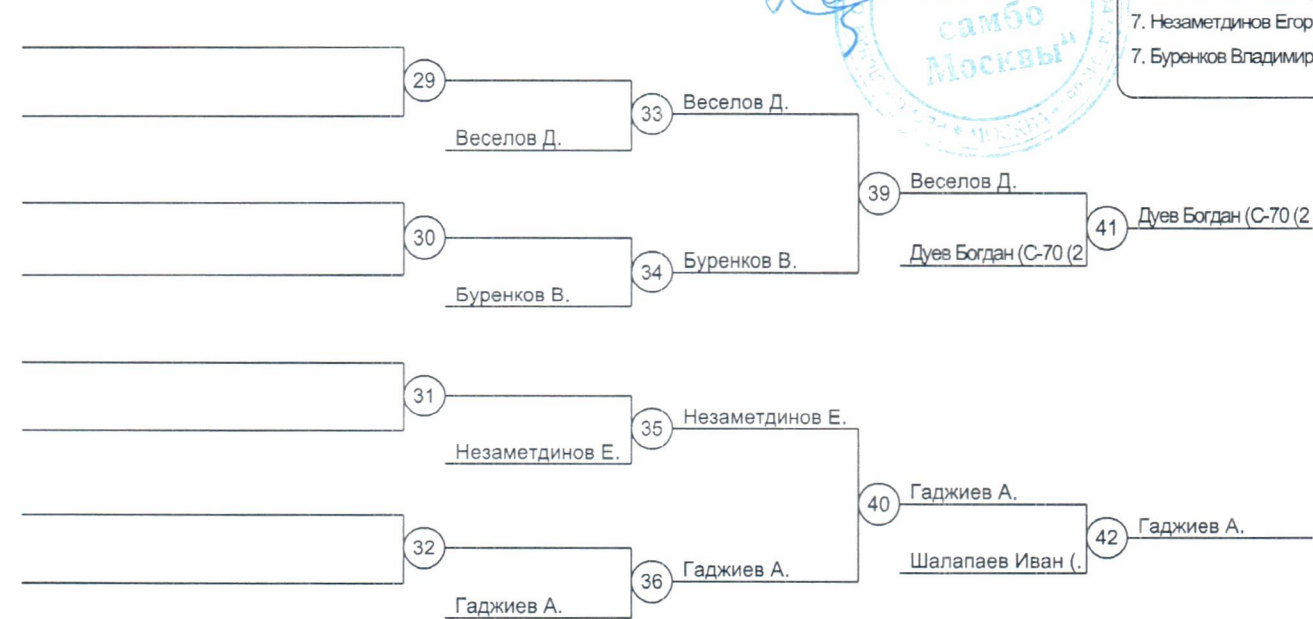 самбо
Москвы"
МОСКВА
7. Незаметдинов Егор
7. Буренков Владимир
29
33
Веселов Д.
Веселов Д.
39
Веселов Д.
41
Дуев Богдан (С-70 (2
30
34
Буренков В.
Дуев Богдан (С-70 (2
Буренков В.
31
35
Незаметдинов Е.
Незаметдинов Е.
40
Гаджиев А.
42
Гаджиев А.
32
36
Гаджиев А.
Шалапаев Иван (.
Гаджиев А.